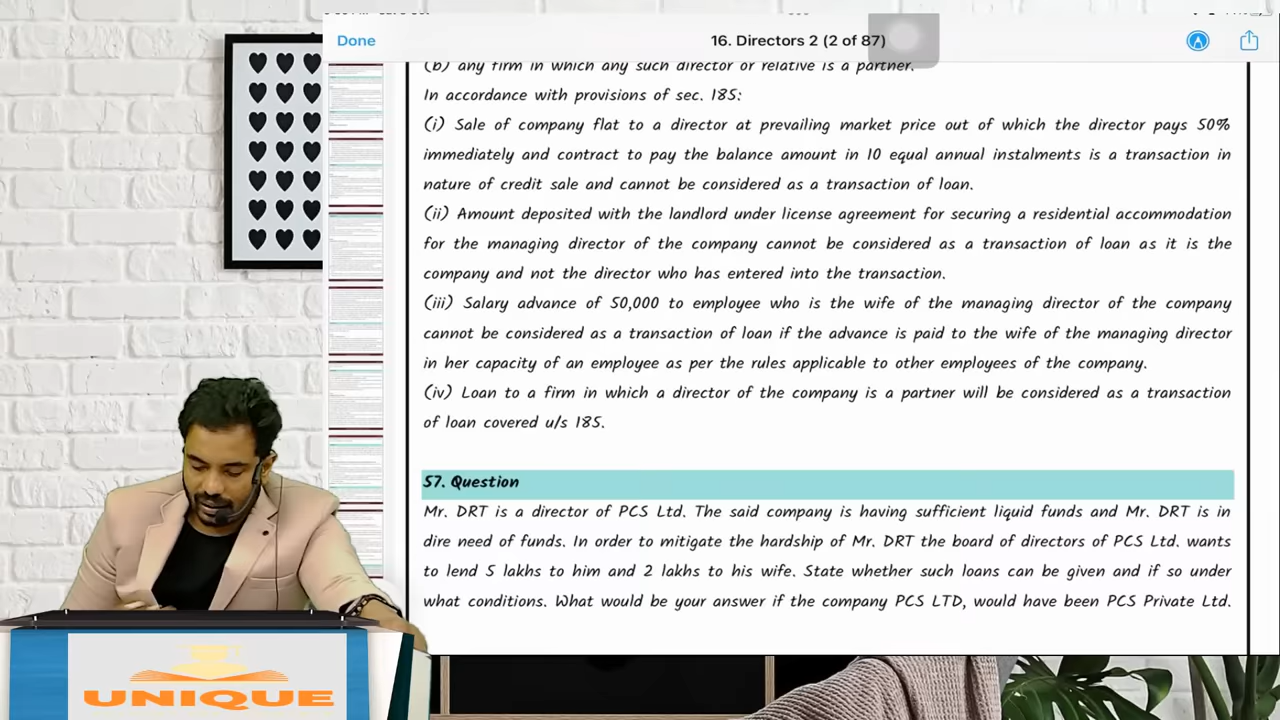 Done
16. Directors 2 (2 of 87)
(b) any firm in which any such director or relative is a partner.
In accordance with provisions of sec. 185:
(i) Sale of company flat to a director at prevailing market price out of which the director pays 50%
immediately and contracts to pay the balance amount in 10 equal annual instalments is a transaction in
nature of credit sale and cannot be considered as a transaction of loan.
(ii) Amount deposited with the landlord under license agreement for securing a residential accommodation
for the managing director of the company cannot be considered as a transaction of loan as it is the
company and not the director who has entered into the transaction.
(iii) Salary advance of 50,000 to employee who is the wife of the managing director of the company
cannot be considered as a transaction of loan if the advance is paid to the wife of the managing director
in her capacity of an employee as per the rules applicable to other employees of the company.
(iv) Loan to a firm in which a director of the company is a partner will be considered as a transaction
of loan covered u/s 185.
57. Question
Mr. DRT is a director of PCS Ltd. The said company is having sufficient liquid funds and Mr. DRT is in
dire need of funds. In order to mitigate the hardship of Mr. DRT the board of directors of PCS Ltd. wants
to lend 5 lakhs to him and 2 lakhs to his wife. State whether such loans can be given and if so under
what conditions. What would be your answer if the company PCS LTD, would have been PCS Private Ltd.
UNIQUE